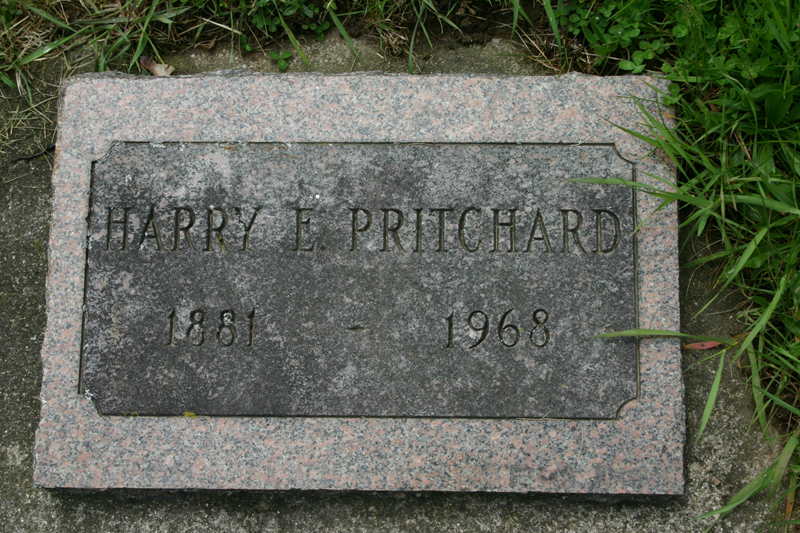 HARRY E. PRITCHARD
1881 - 1968